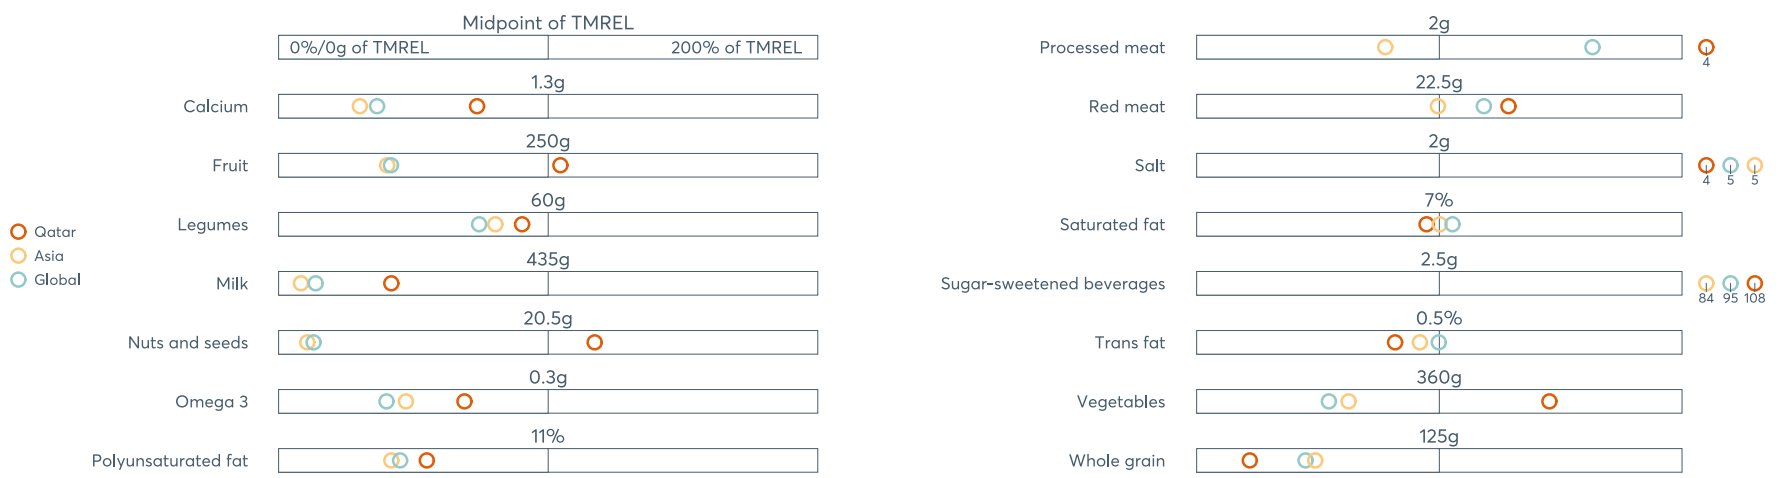 Midpoint of TMREL
0%/0g of TMREL 200% of TMREL
1.3g
Calcium
250g
Fruit
60g
Legumes
435g
Milk
20.5g
Nuts and seeds
0.3g
Omega 3
11%
Polyunsaturated fat
Qatar
Asia
Global
2g
Processed meat
4
22.5g
Red meat
2g
Salt
4 5 5
7%
Saturated fat
2.5g
Sugar-sweetened beverages
84 95 108
0.5%
Trans fat
360g
Vegetables
125g
Whole grain